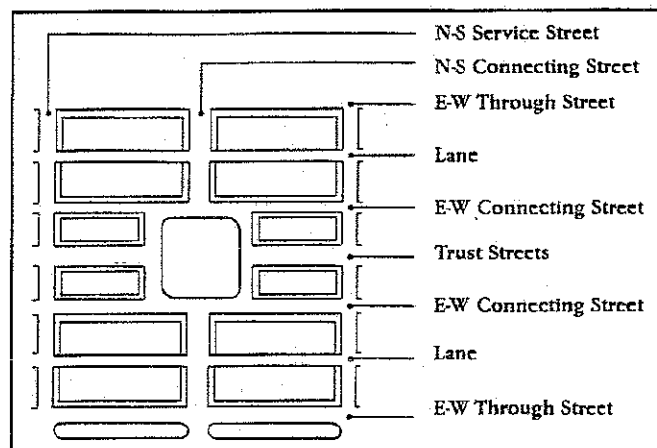 N-S Service Street
N-S Connecting Street
E-W Through Street
Lane
E-W Connecting Street
Trust Streets
E-W Connecting Street
Lane
E-W Through Street